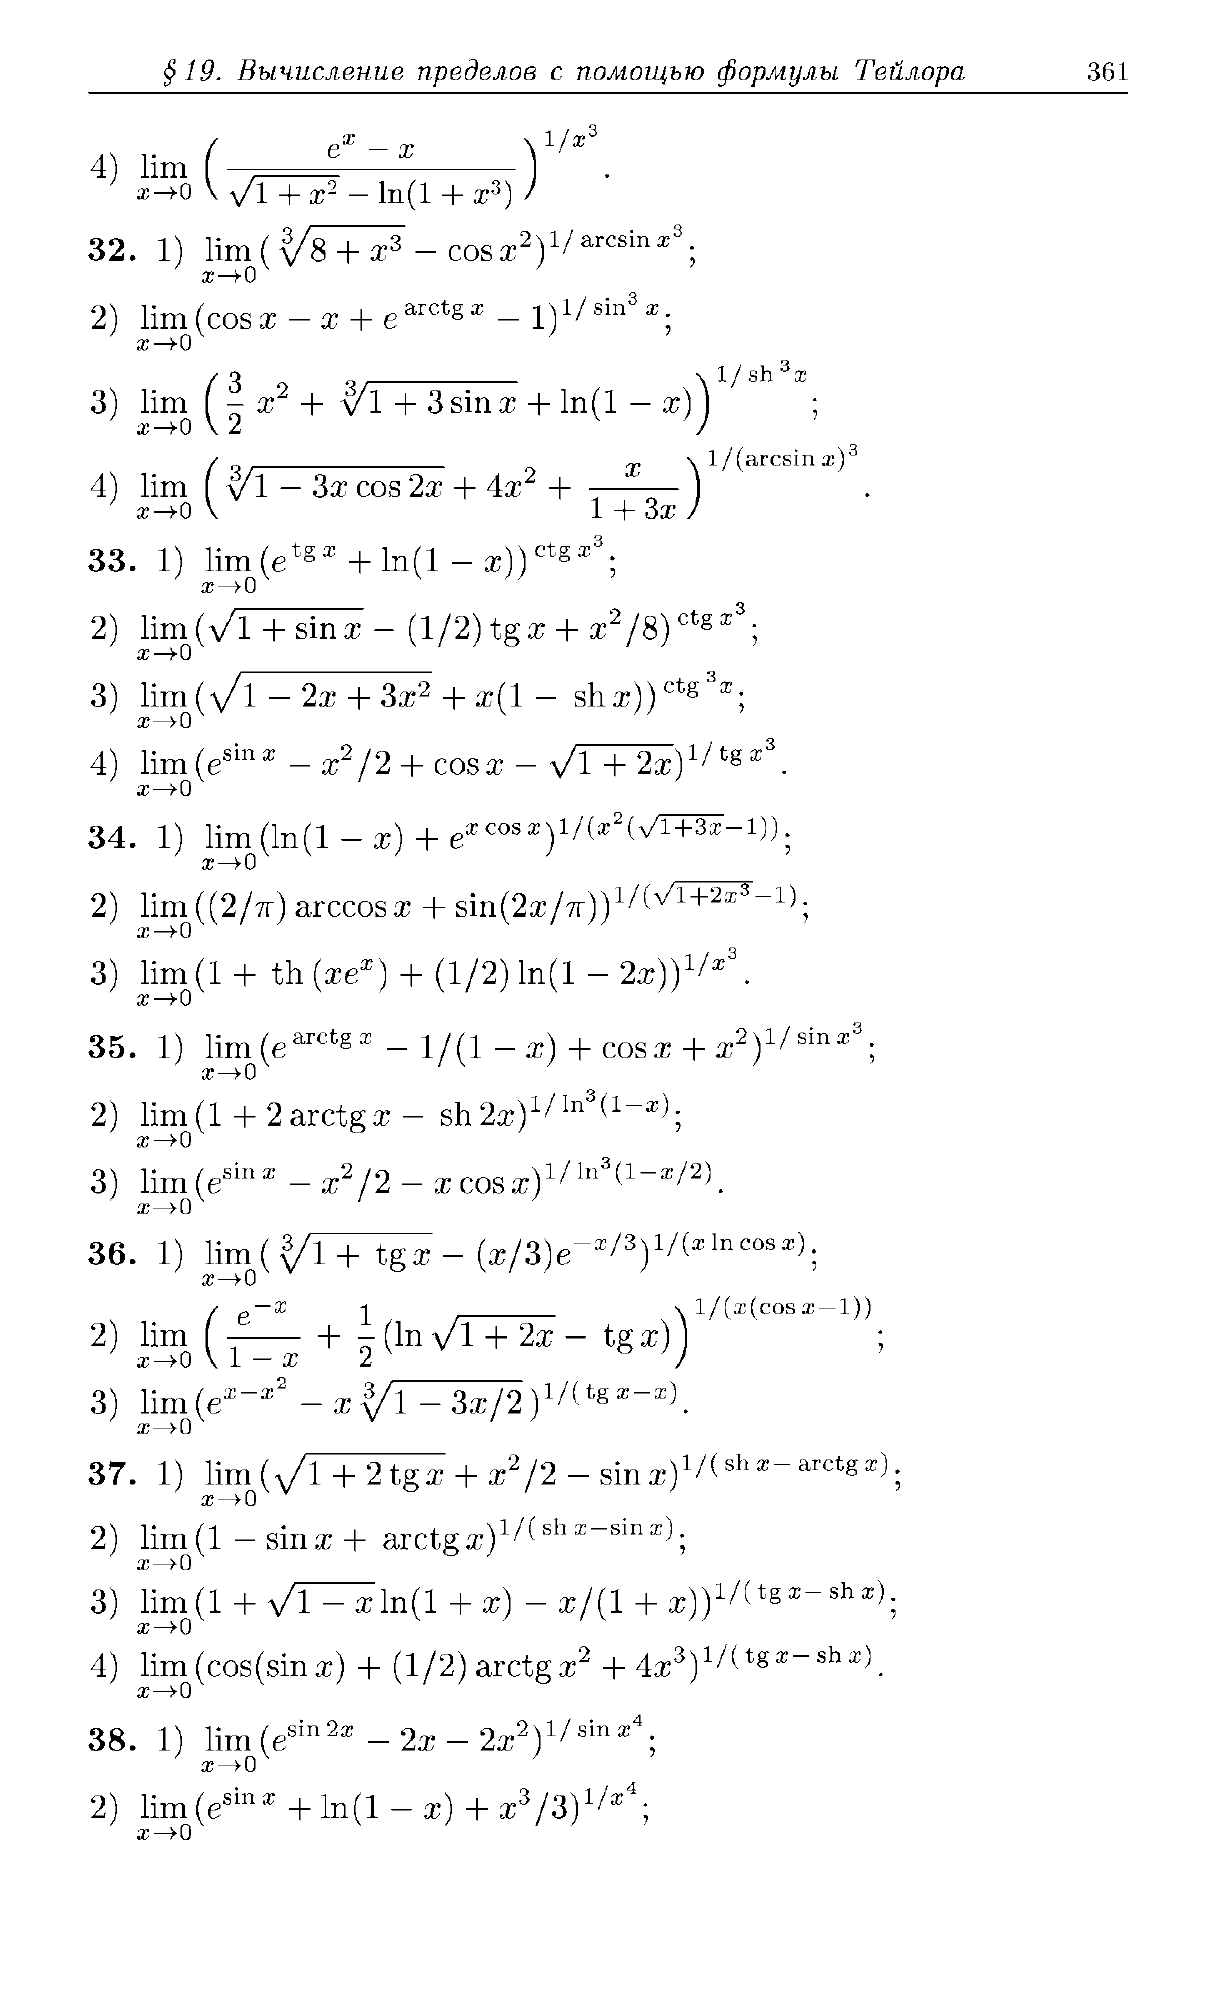 § 19. Вычисление пределов с помощью формулы Тейлора 361
4) lim_{x→0} ( (e^x − x) / (√(1 + x²) − ln(1 + x³)) )^{1/x³}.
32. 1) lim_{x→0} (∛(8 + x³) − cos x²)^{1/arcsin x³};
2) lim_{x→0} (cos x − x + e^{arctg x} − 1)^{1/sin³ x};
3) lim_{x→0} ( (3/2) x² + ∛(1 + 3 sin x) + ln(1 − x) )^{1/sh³ x};
4) lim_{x→0} ( ∛(1 − 3x cos 2x) + 4x² + x/(1 + 3x) )^{1/(arcsin x)³}.
33. 1) lim_{x→0} (e^{tg x} + ln(1 − x))^{ctg x³};
2) lim_{x→0} (√(1 + sin x) − (1/2) tg x + x²/8)^{ctg x³};
3) lim_{x→0} (√(1 − 2x + 3x²) + x(1 − sh x))^{ctg³ x};
4) lim_{x→0} (e^{sin x} − x²/2 + cos x − √(1 + 2x))^{1/tg x³}.
34. 1) lim_{x→0} (ln(1 − x) + e^{x cos x})^{1/(x²(√(1+3x)−1))};
2) lim_{x→0} ((2/π) arccos x + sin(2x/π))^{1/(√(1+2x³)−1)};
3) lim_{x→0} (1 + th (xe^x) + (1/2) ln(1 − 2x))^{1/x³}.
35. 1) lim_{x→0} (e^{arctg x} − 1/(1 − x) + cos x + x²)^{1/sin x³};
2) lim_{x→0} (1 + 2 arctg x − sh 2x)^{1/ln³(1−x)};
3) lim_{x→0} (e^{sin x} − x²/2 − x cos x)^{1/ln³(1−x/2)}.
36. 1) lim_{x→0} (∛(1 + tg x) − (x/3)e^{−x/3})^{1/(x ln cos x)};
2) lim_{x→0} ( e^{−x}/(1 − x) + (1/2)(ln √(1 + 2x) − tg x) )^{1/(x(cos x−1))};
3) lim_{x→0} (e^{x−x²} − x ∛(1 − 3x/2))^{1/(tg x−x)}.
37. 1) lim_{x→0} (√(1 + 2 tg x) + x²/2 − sin x)^{1/(sh x−arctg x)};
2) lim_{x→0} (1 − sin x + arctg x)^{1/(sh x−sin x)};
3) lim_{x→0} (1 + √(1 − x) ln(1 + x) − x/(1 + x))^{1/(tg x−sh x)};
4) lim_{x→0} (cos(sin x) + (1/2) arctg x² + 4x³)^{1/(tg x−sh x)}.
38. 1) lim_{x→0} (e^{sin 2x} − 2x − 2x²)^{1/sin x⁴};
2) lim_{x→0} (e^{sin x} + ln(1 − x) + x³/3)^{1/x⁴};